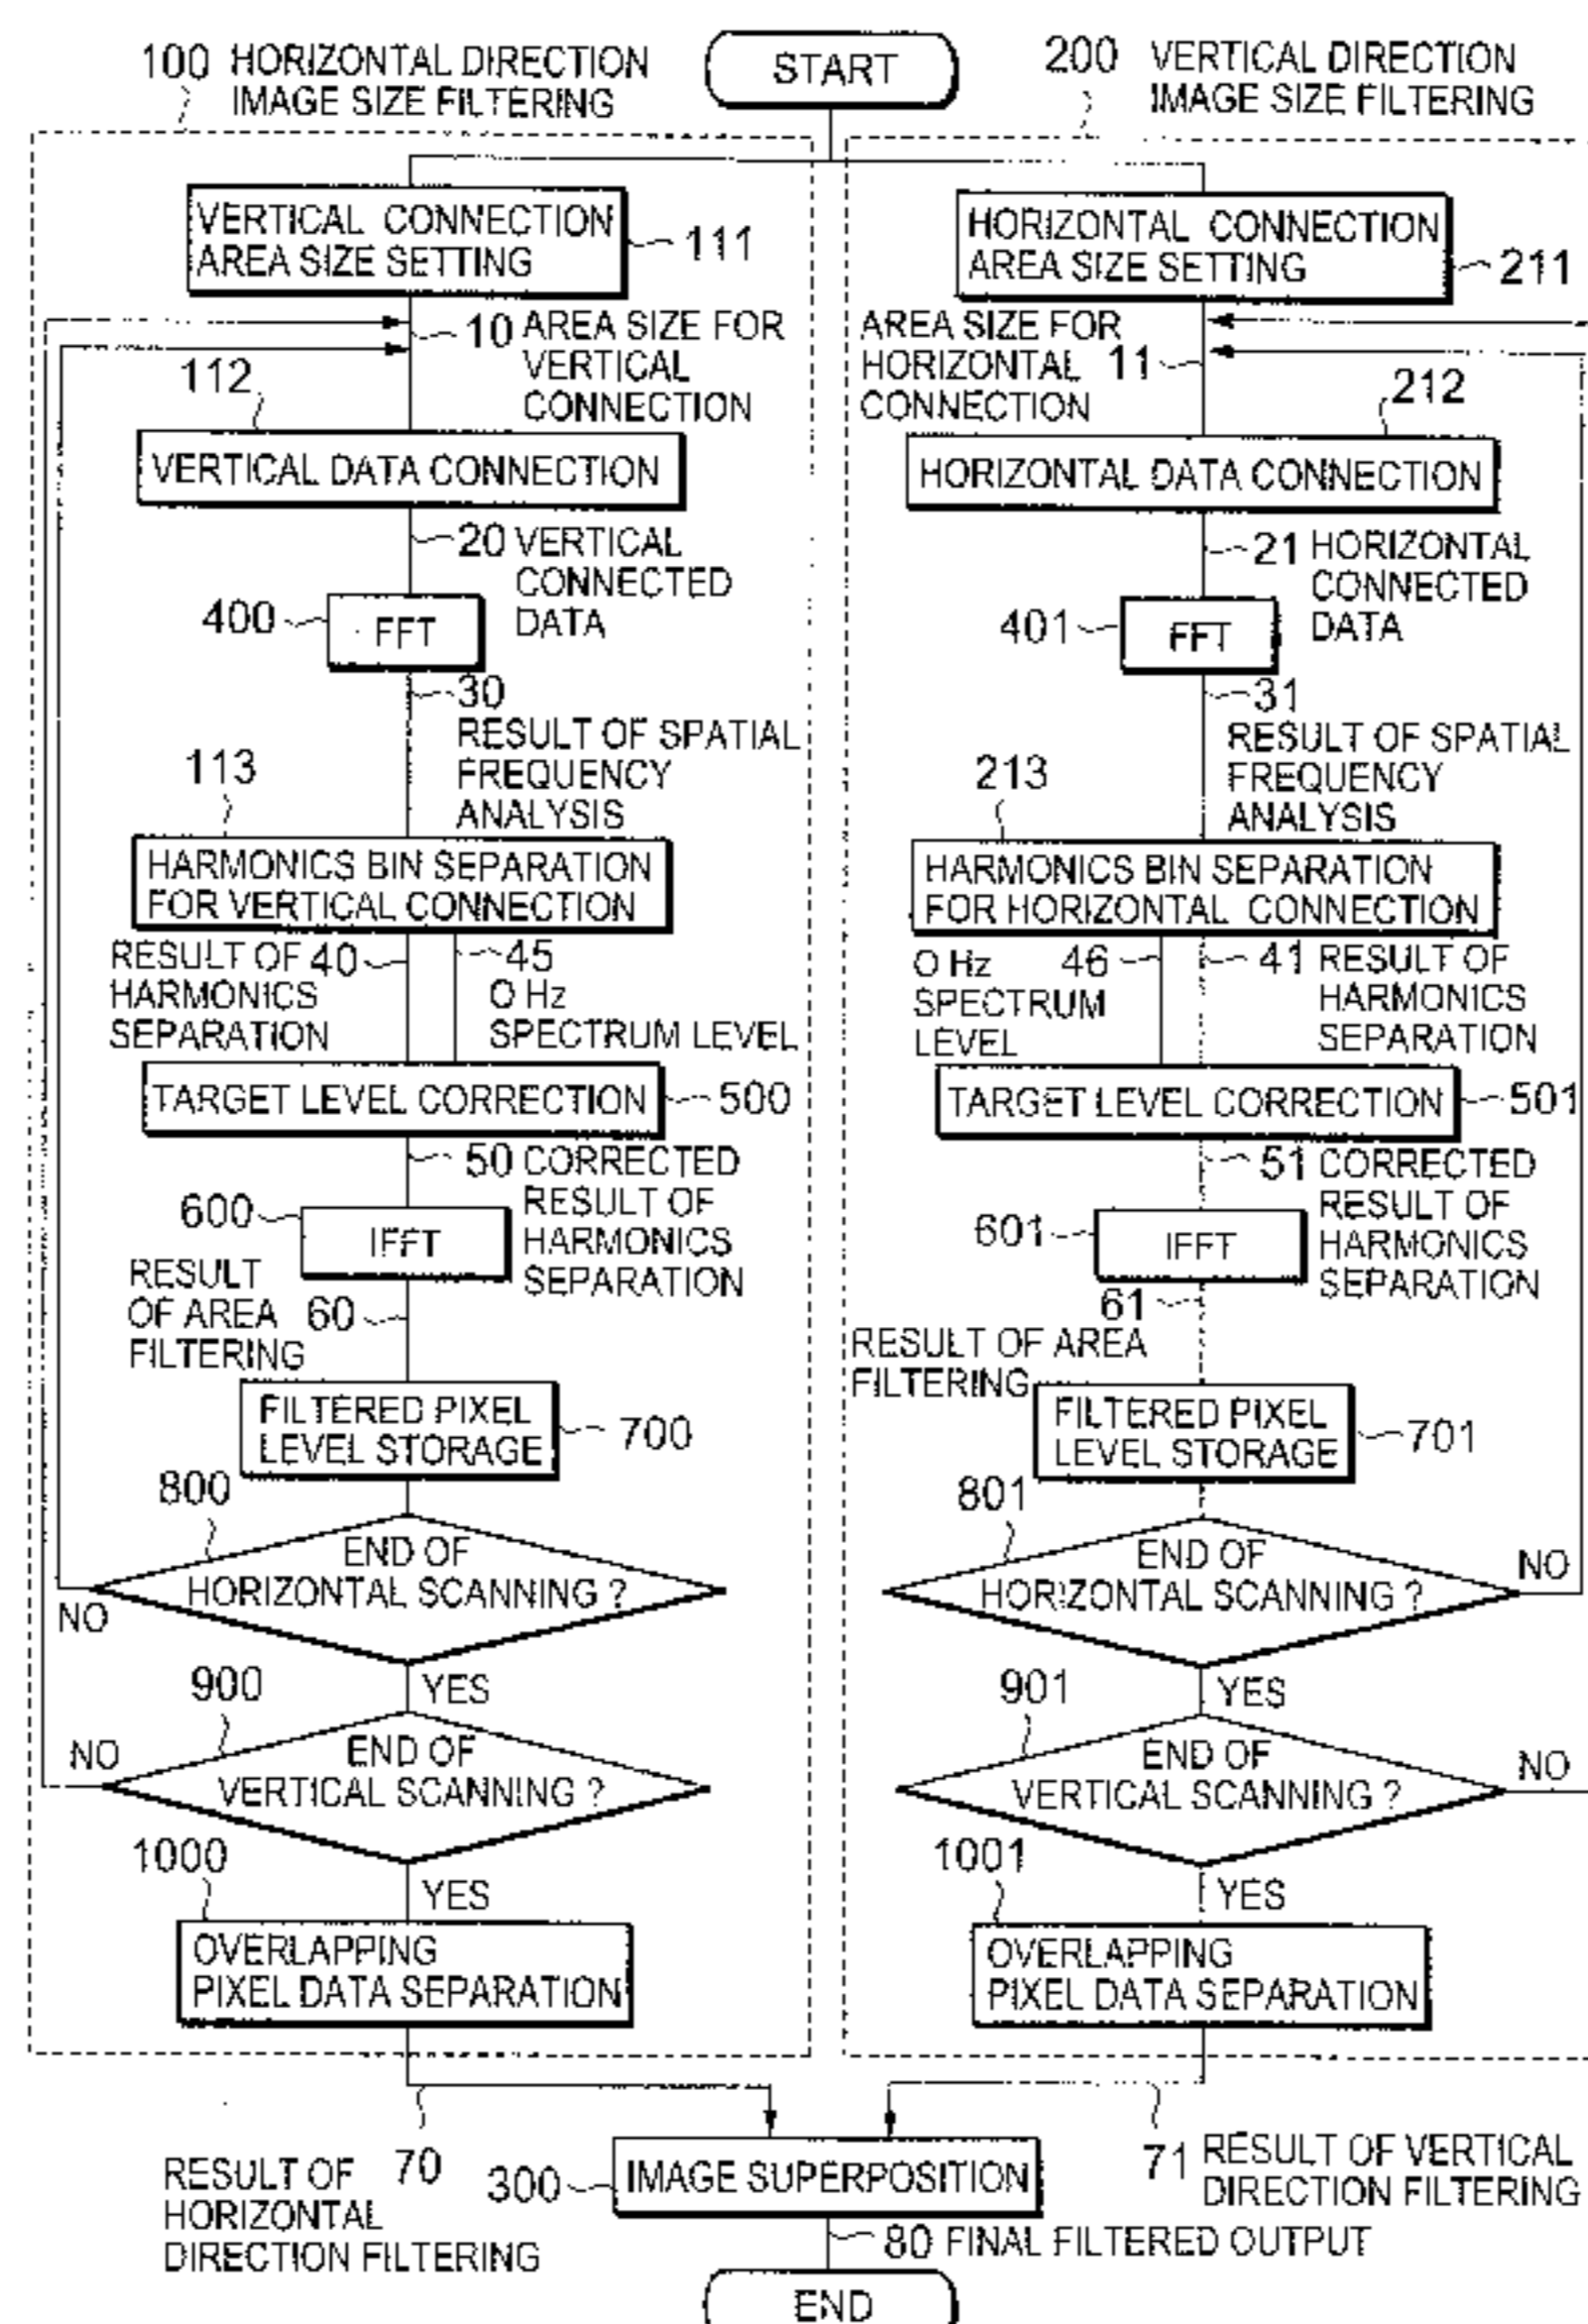 START
100 HORIZONTAL DIRECTION
IMAGE SIZE FILTERING
200 VERTICAL DIRECTION
IMAGE SIZE FILTERING
VERTICAL CONNECTION
AREA SIZE SETTING
111
10 AREA SIZE FOR
VERTICAL
CONNECTION
112
VERTICAL DATA CONNECTION
20 VERTICAL
CONNECTED
DATA
400
FFT
30
RESULT OF SPATIAL
FREQUENCY
ANALYSIS
113
HARMONICS BIN SEPARATION
FOR VERTICAL CONNECTION
RESULT OF 40
HARMONICS
SEPARATION
45
O Hz
SPECTRUM LEVEL
TARGET LEVEL CORRECTION
500
50 CORRECTED
RESULT OF
HARMONICS
SEPARATION
600
IFFT
RESULT
OF AREA 60
FILTERING
FILTERED PIXEL
LEVEL STORAGE
700
800
END OF
HORIZONTAL SCANNING ?
NO
YES
900
END OF
VERTICAL SCANNING ?
NO
YES
1000
OVERLAPPING
PIXEL DATA SEPARATION
HORIZONTAL CONNECTION
AREA SIZE SETTING
211
AREA SIZE FOR
HORIZONTAL 11
CONNECTION
212
HORIZONTAL DATA CONNECTION
21 HORIZONTAL
CONNECTED
DATA
401
FFT
31
RESULT OF SPATIAL
FREQUENCY
ANALYSIS
213
HARMONICS BIN SEPARATION
FOR HORIZONTAL CONNECTION
O Hz 46
SPECTRUM
LEVEL
41 RESULT OF
HARMONICS
SEPARATION
TARGET LEVEL CORRECTION
501
51 CORRECTED
RESULT OF
HARMONICS
SEPARATION
601
IFFT
61
RESULT OF AREA
FILTERING
FILTERED PIXEL
LEVEL STORAGE
701
801
END OF
HORIZONTAL SCANNING ?
NO
YES
901
END OF
VERTICAL SCANNING ?
NO
YES
1001
OVERLAPPING
PIXEL DATA SEPARATION
RESULT OF 70
HORIZONTAL
DIRECTION FILTERING
71 RESULT OF VERTICAL
DIRECTION FILTERING
300
IMAGE SUPERPOSITION
80 FINAL FILTERED OUTPUT
END